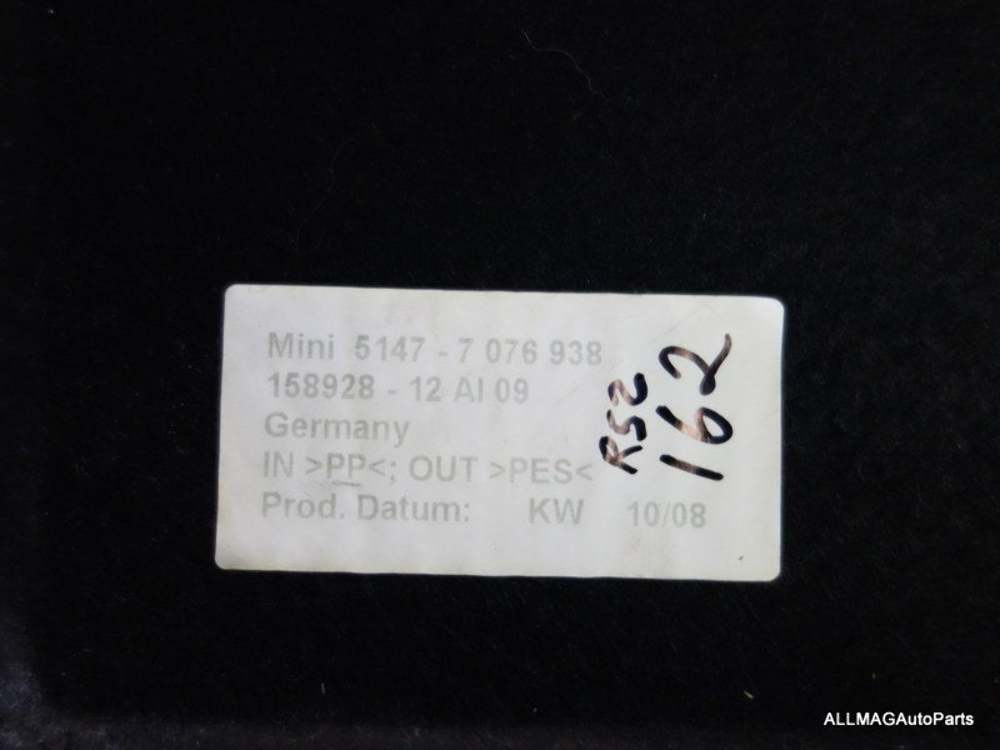 Mini 5147 - 7 076 938
158928 - 12 AI 09
Germany
IN >PP<; OUT >PES<
Prod. Datum: KW 10/08
R52
162
ALLMAGAutoParts